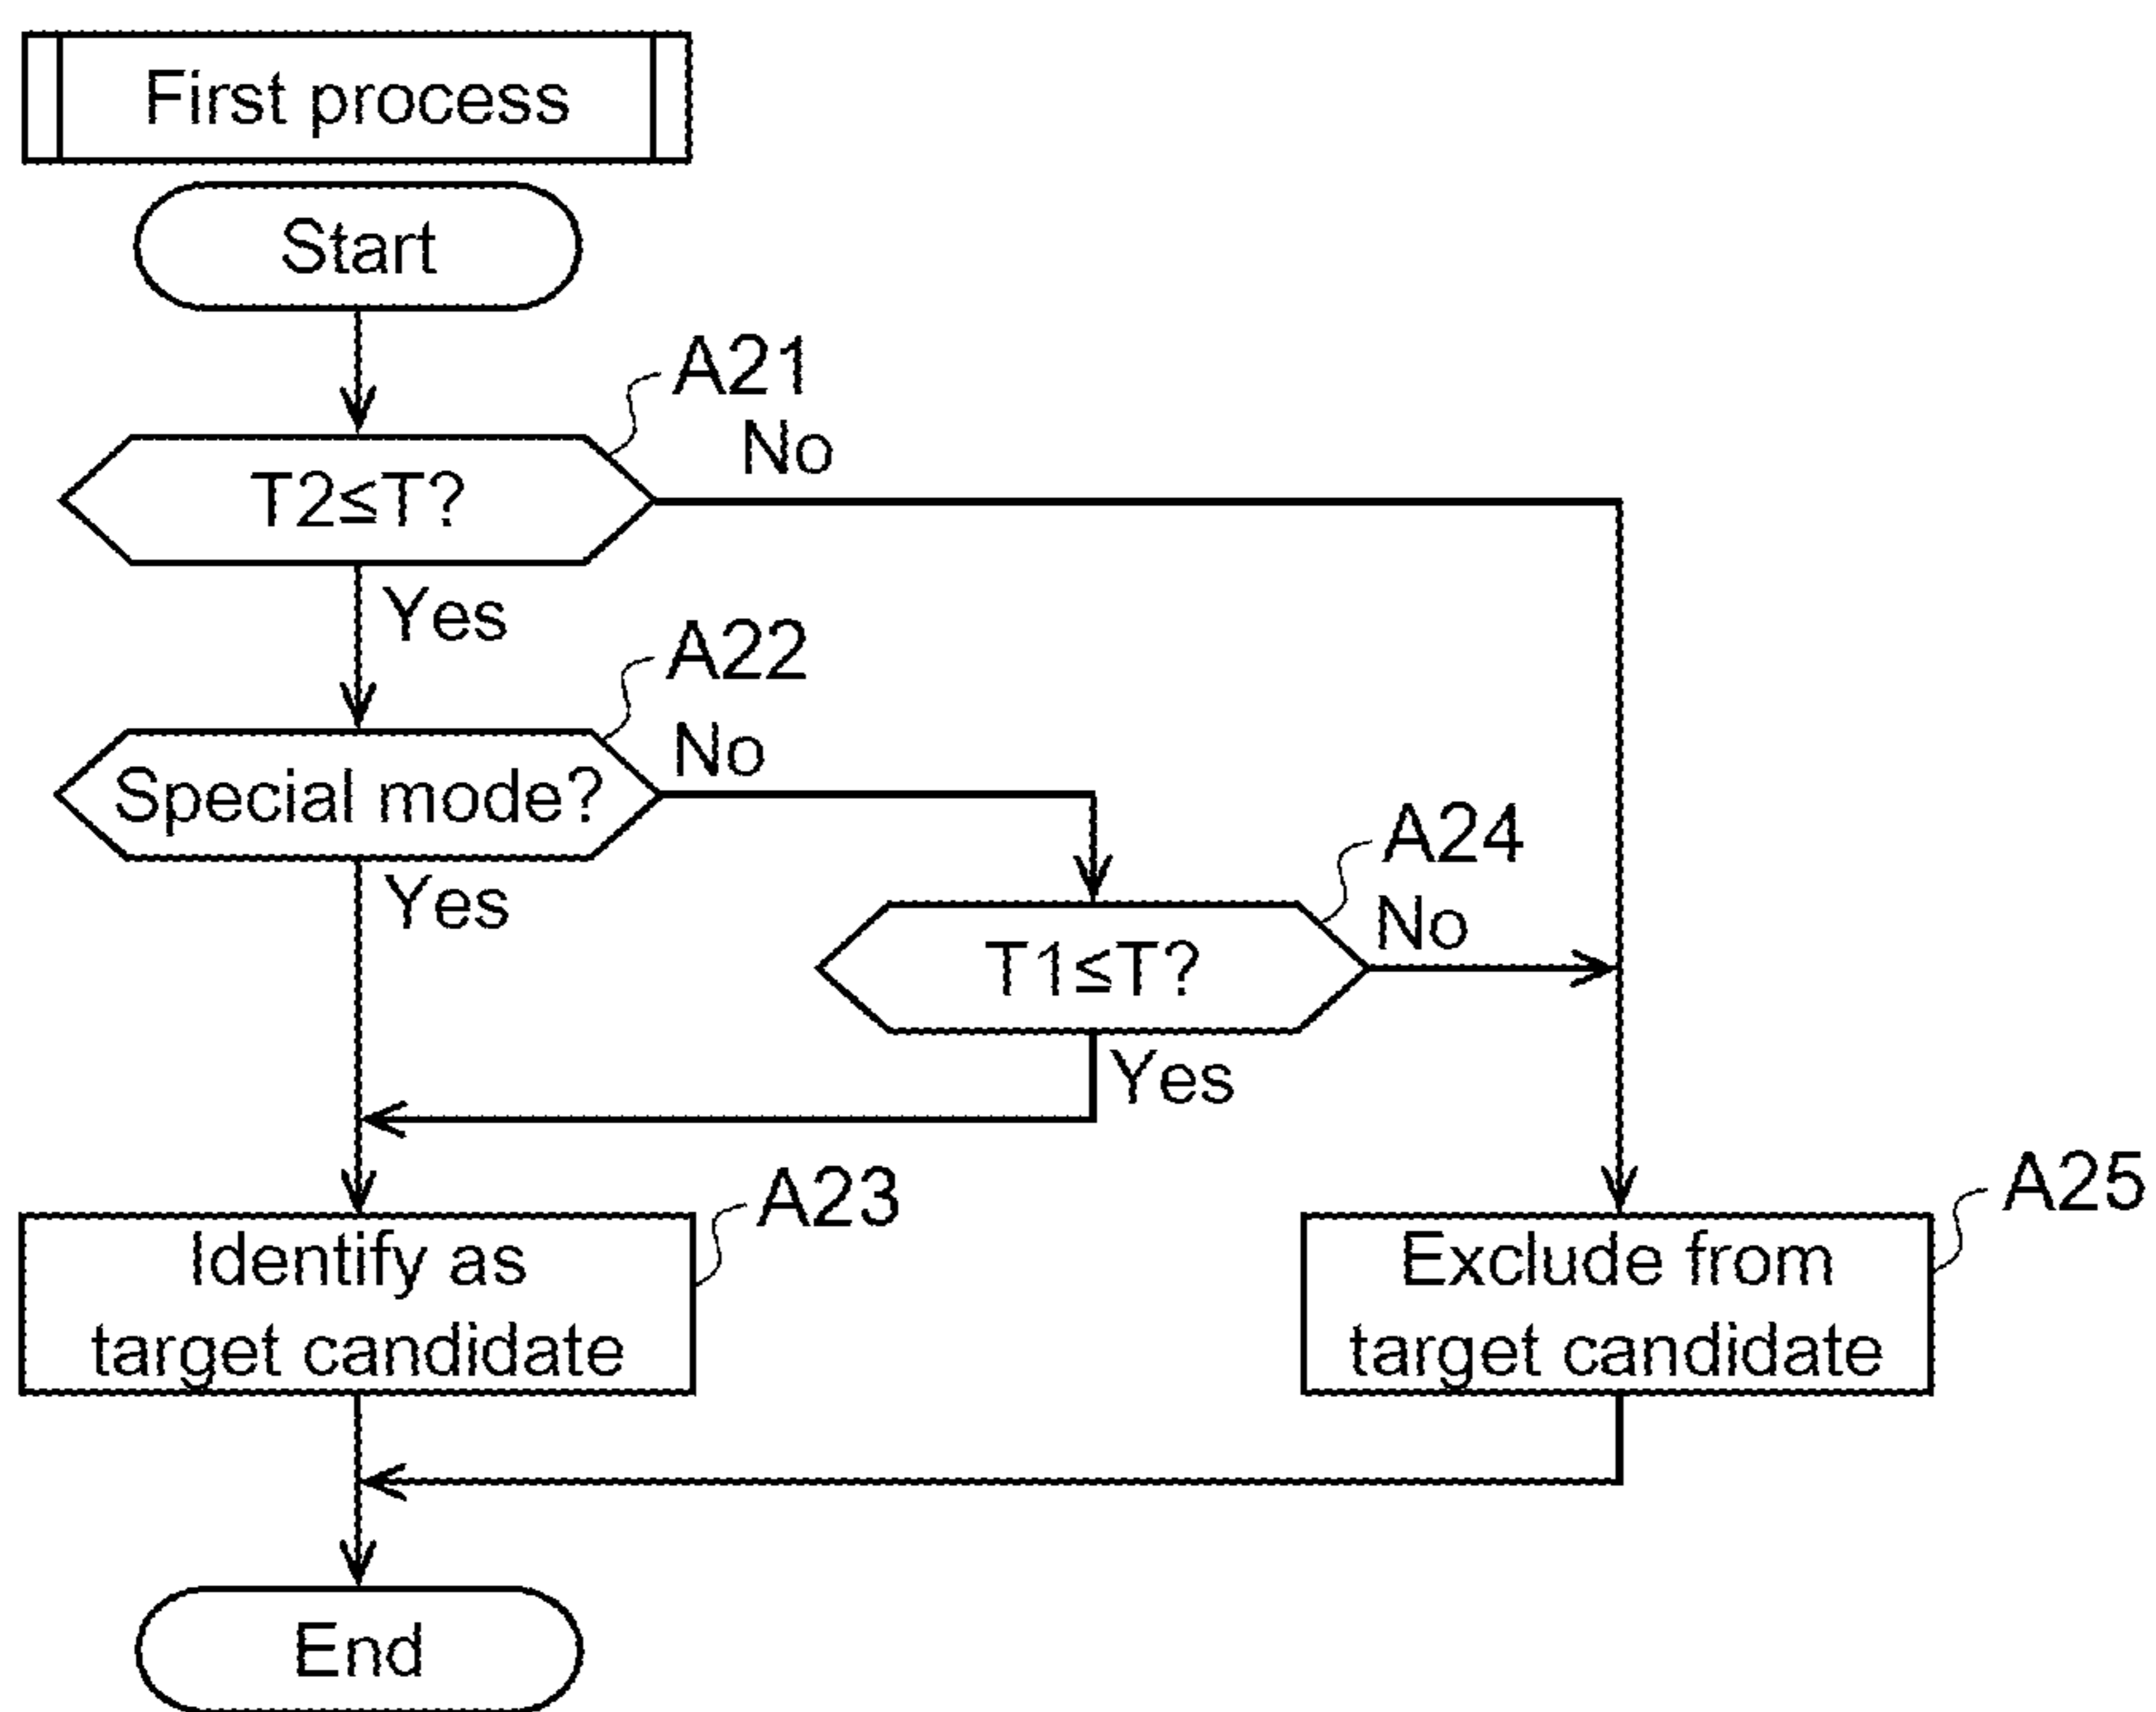 First process
Start
A21
No
T2≤T?
Yes
A22
No
Special mode?
Yes
A24
No
T1≤T?
Yes
A23
A25
Identify as
target candidate
Exclude from
target candidate
End